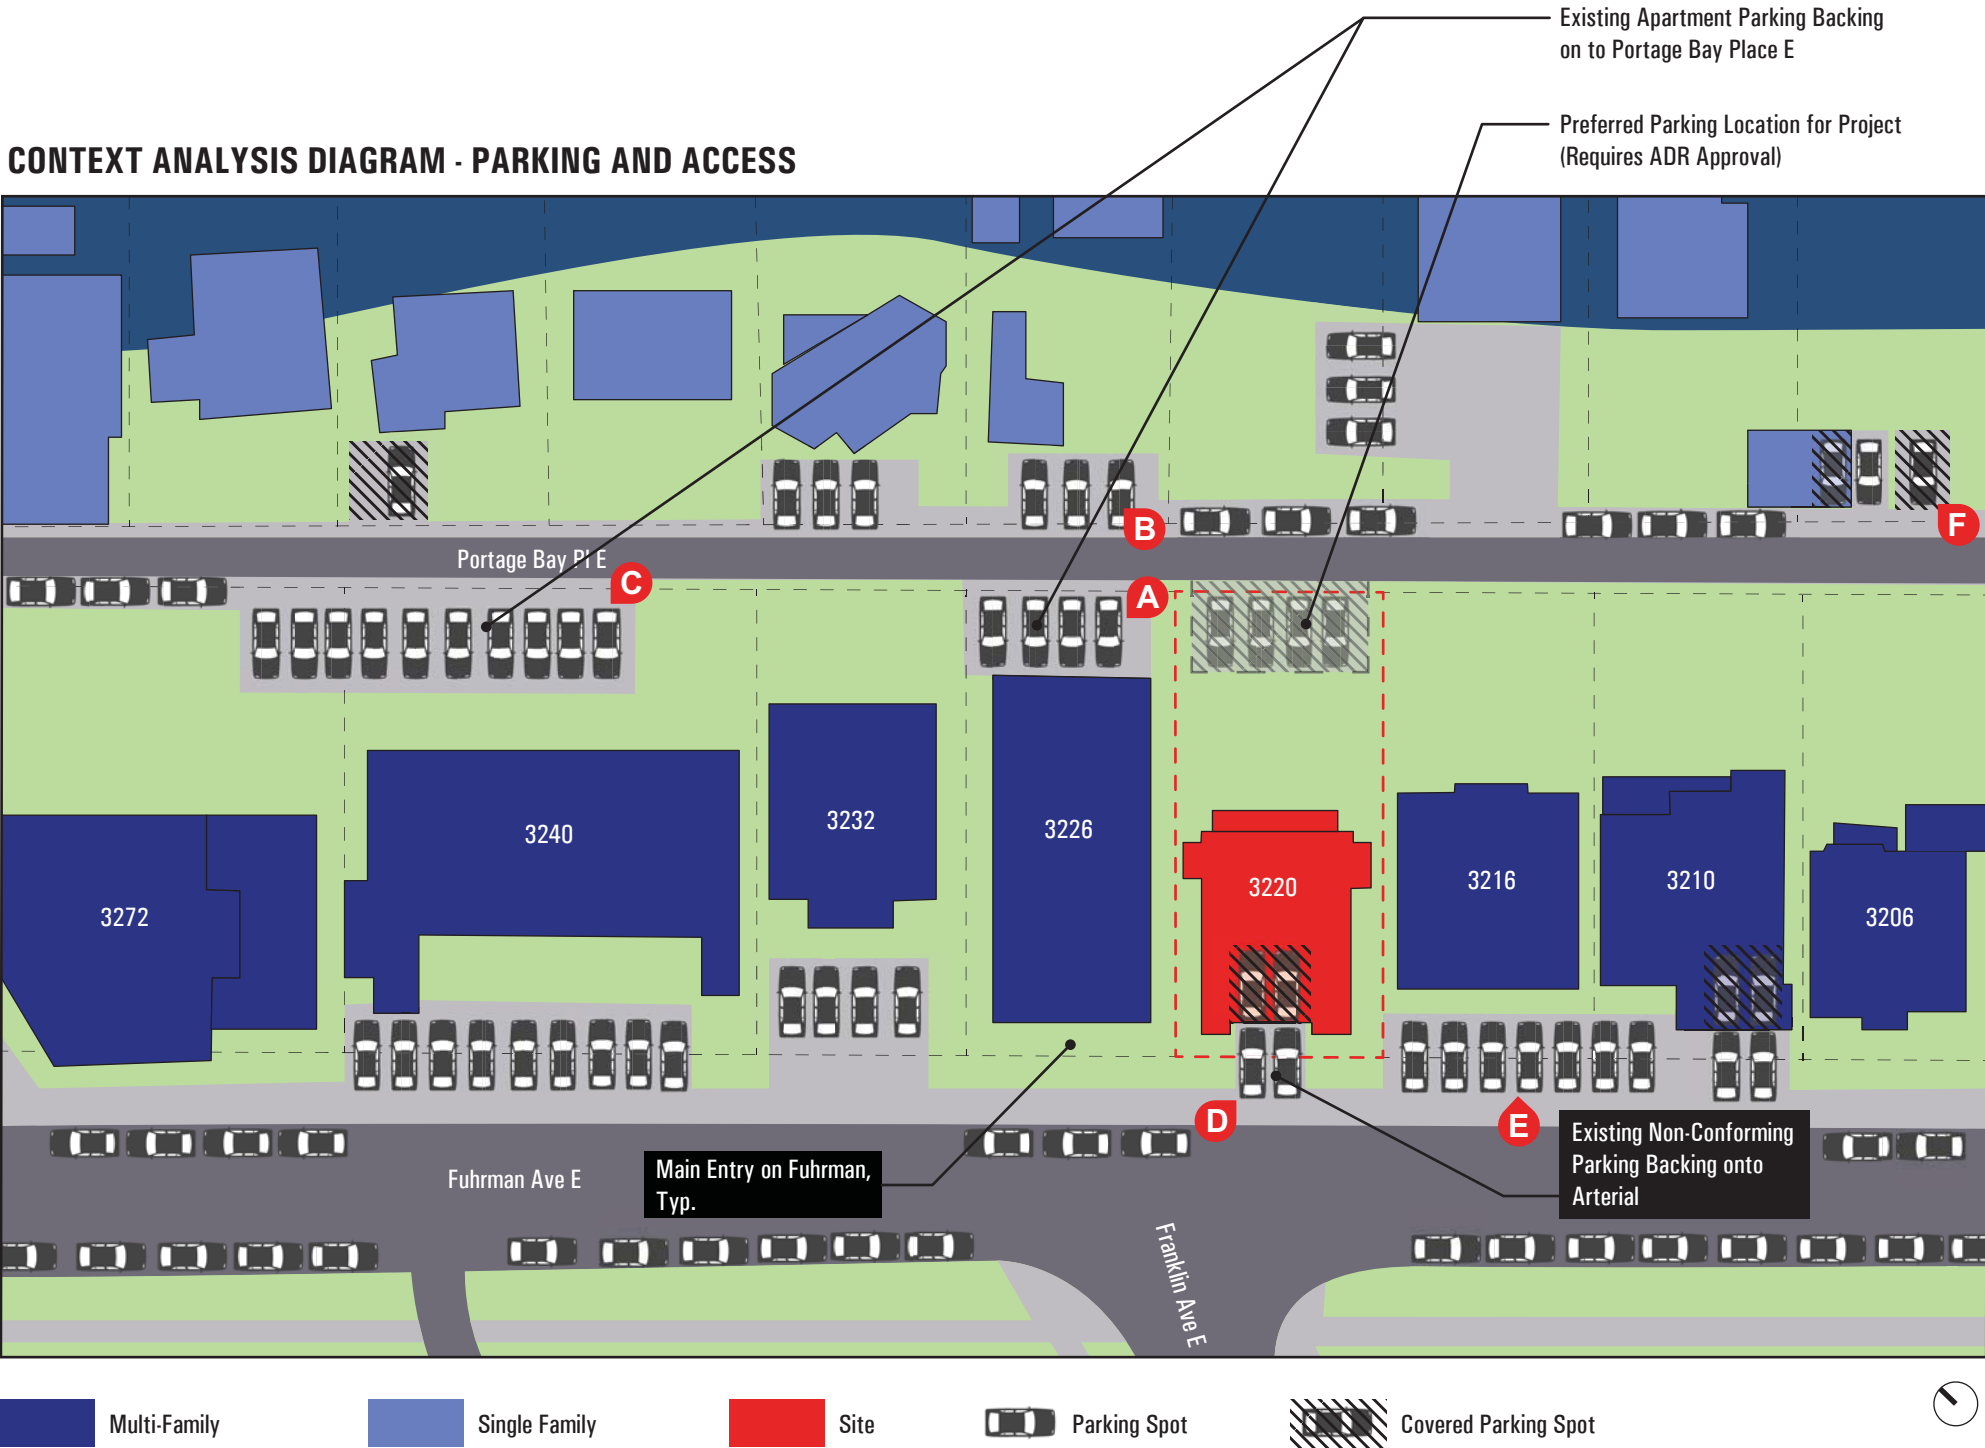 Existing Apartment Parking Backing
on to Portage Bay Place E
Preferred Parking Location for Project
(Requires ADR Approval)
CONTEXT ANALYSIS DIAGRAM - PARKING AND ACCESS
B
F
Portage Bay Pl E
C
A
3240
3232
3226
3220
3216
3210
3272
3206
D
E
Existing Non-Conforming
Parking Backing onto
Arterial
Main Entry on Fuhrman,
Typ.
Fuhrman Ave E
Franklin Ave E
Multi-Family
Single Family
Site
Parking Spot
Covered Parking Spot